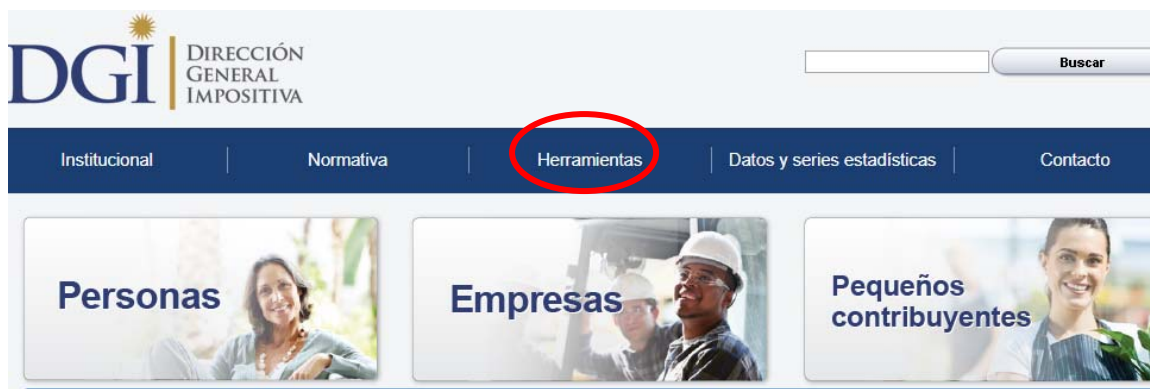 DGI DIRECCIÓN
GENERAL
IMPOSITIVA
Buscar
Institucional Normativa Herramientas Datos y series estadísticas Contacto
Personas
Empresas
Pequeños
contribuyentes